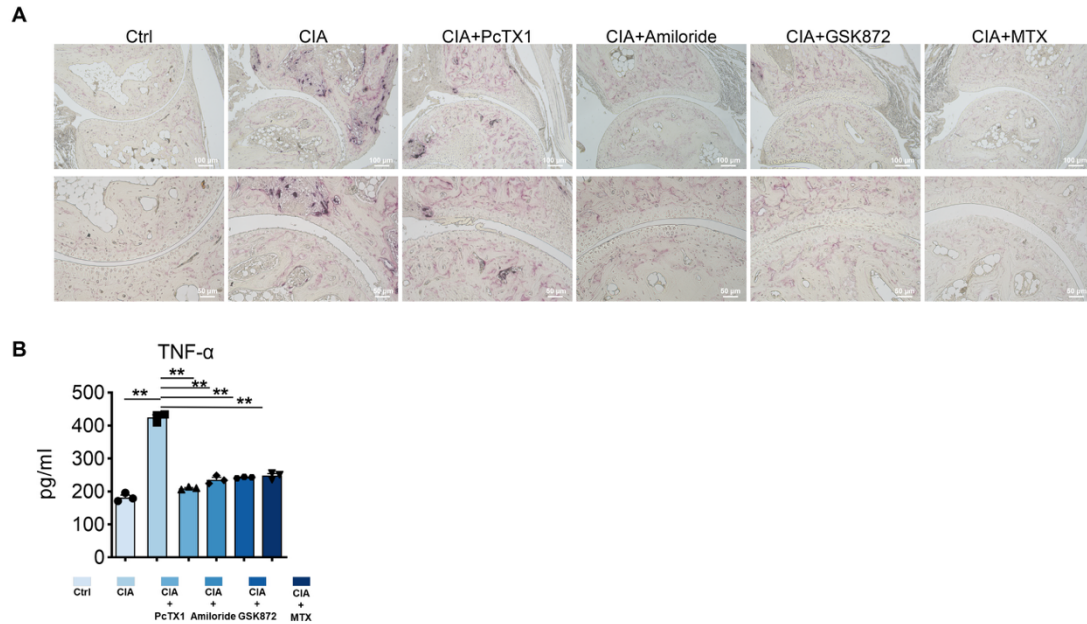 A
Ctrl CIA CIA+PcTX1 CIA+Amiloride CIA+GSK872 CIA+MTX
100 μm 100 μm 100 μm 100 μm 100 μm 100 μm
50 μm 50 μm 50 μm 50 μm 50 μm 50 μm
B
TNF-α
**
**
** **
**
500
400
300
200
100
0
pg/ml
Ctrl CIA CIA CIA CIA CIA
+ + + +
PcTX1 Amiloride GSK872 MTX